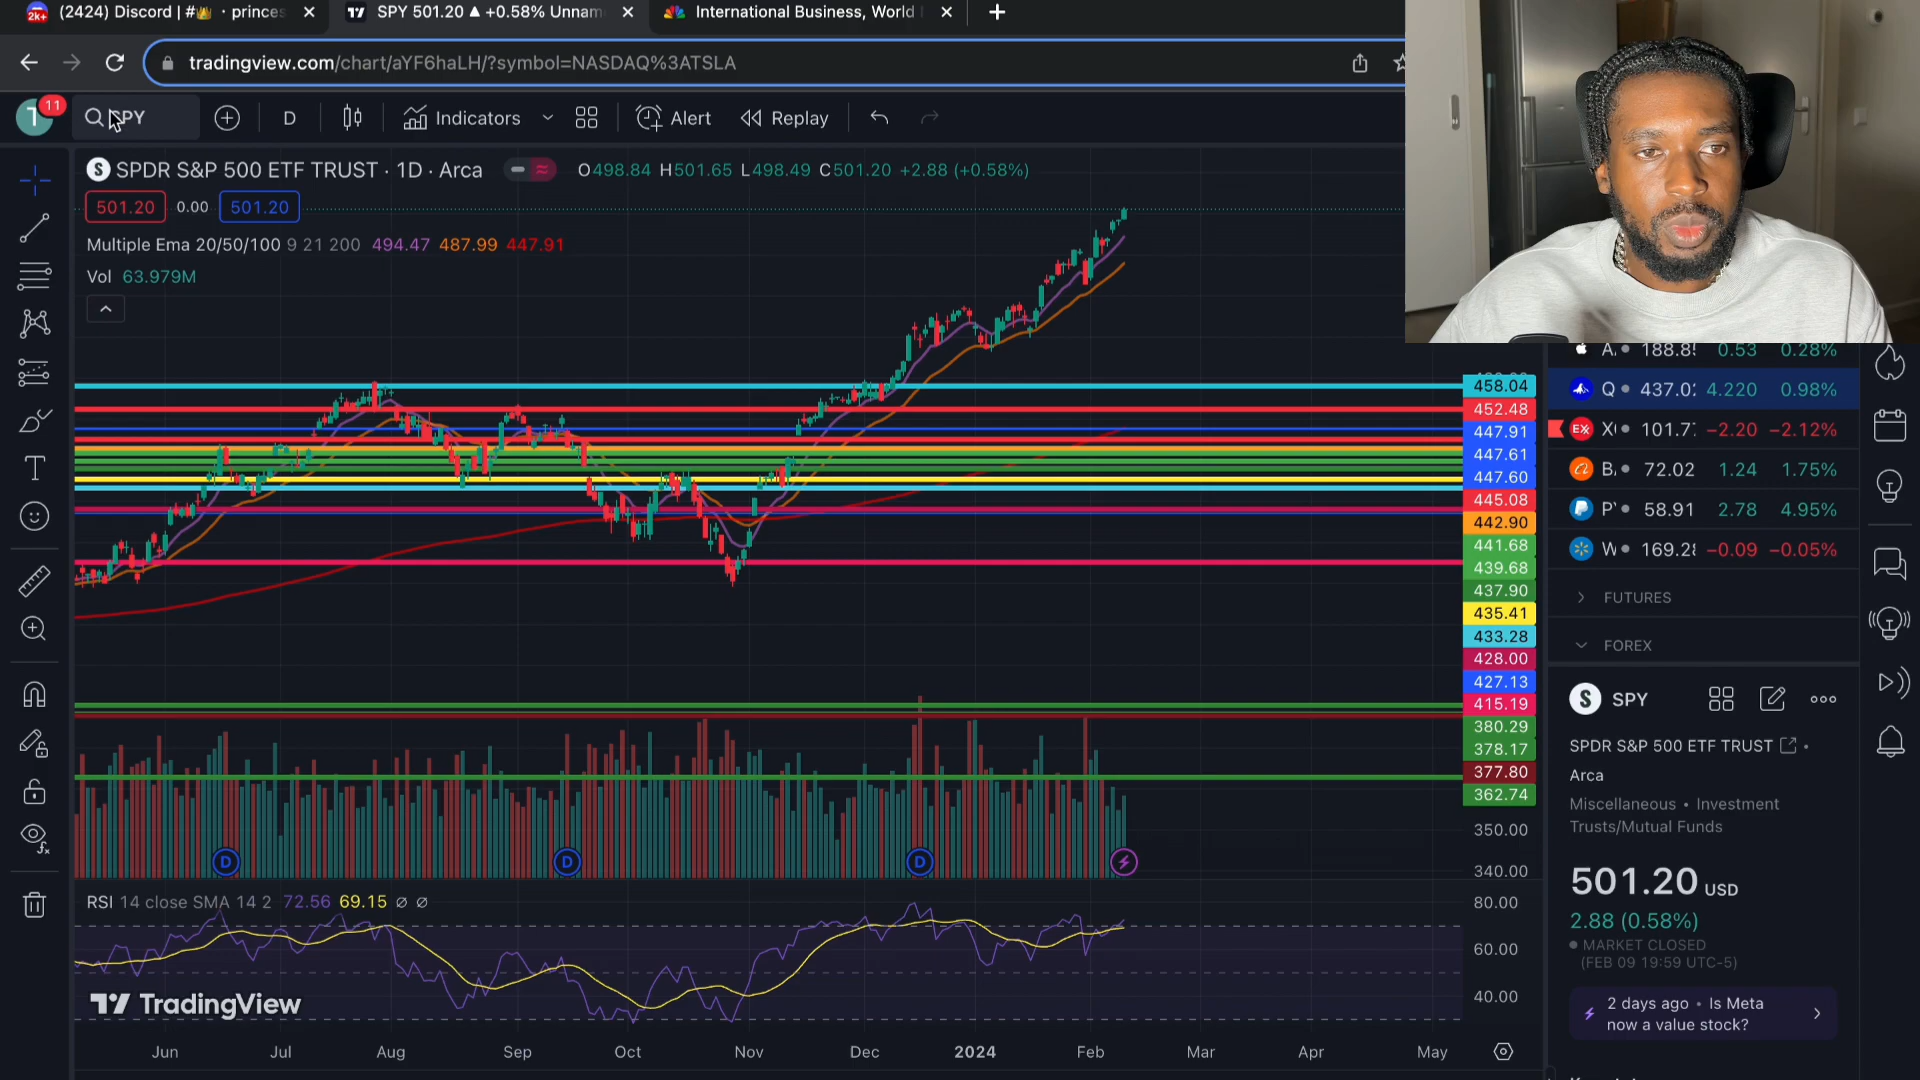 (2424) Discord | #👑 · princes
SPY 501.20 ▲ +0.58% Unnam
International Business, World
2k+
tradingview.com/chart/aYF6haLH/?symbol=NASDAQ%3ATSLA
11
SPY
D
Indicators
Alert
Replay
SPDR S&P 500 ETF TRUST · 1D · Arca
O498.84 H501.65 L498.49 C501.20 +2.88 (+0.58%)
501.20 0.00 501.20
Multiple Ema 20/50/100 9 21 200 494.47 487.99 447.91
Vol 63.979M
458.04
452.48
447.91
447.61
447.60
445.08
442.90
441.68
439.68
437.90
435.41
433.28
428.00
427.13
415.19
380.29
378.17
377.80
362.74
350.00
340.00
D
D
D
RSI 14 close SMA 14 2 72.56 69.15 ∅ ∅
80.00
60.00
40.00
TradingView
Jun
Jul
Aug
Sep
Oct
Nov
Dec
2024
Feb
Mar
Apr
May
0.53 0.28%
Q 437.0 4.220 0.98%
EX 101.7 −2.20 −2.12%
72.02 1.24 1.75%
58.91 2.78 4.95%
W 169.2 −0.09 −0.05%
FUTURES
FOREX
S SPY
SPDR S&P 500 ETF TRUST
Arca
Miscellaneous • Investment
Trusts/Mutual Funds
501.20 USD
2.88 (0.58%)
MARKET CLOSED
(FEB 09 19:59 UTC-5)
2 days ago • Is Meta
now a value stock?